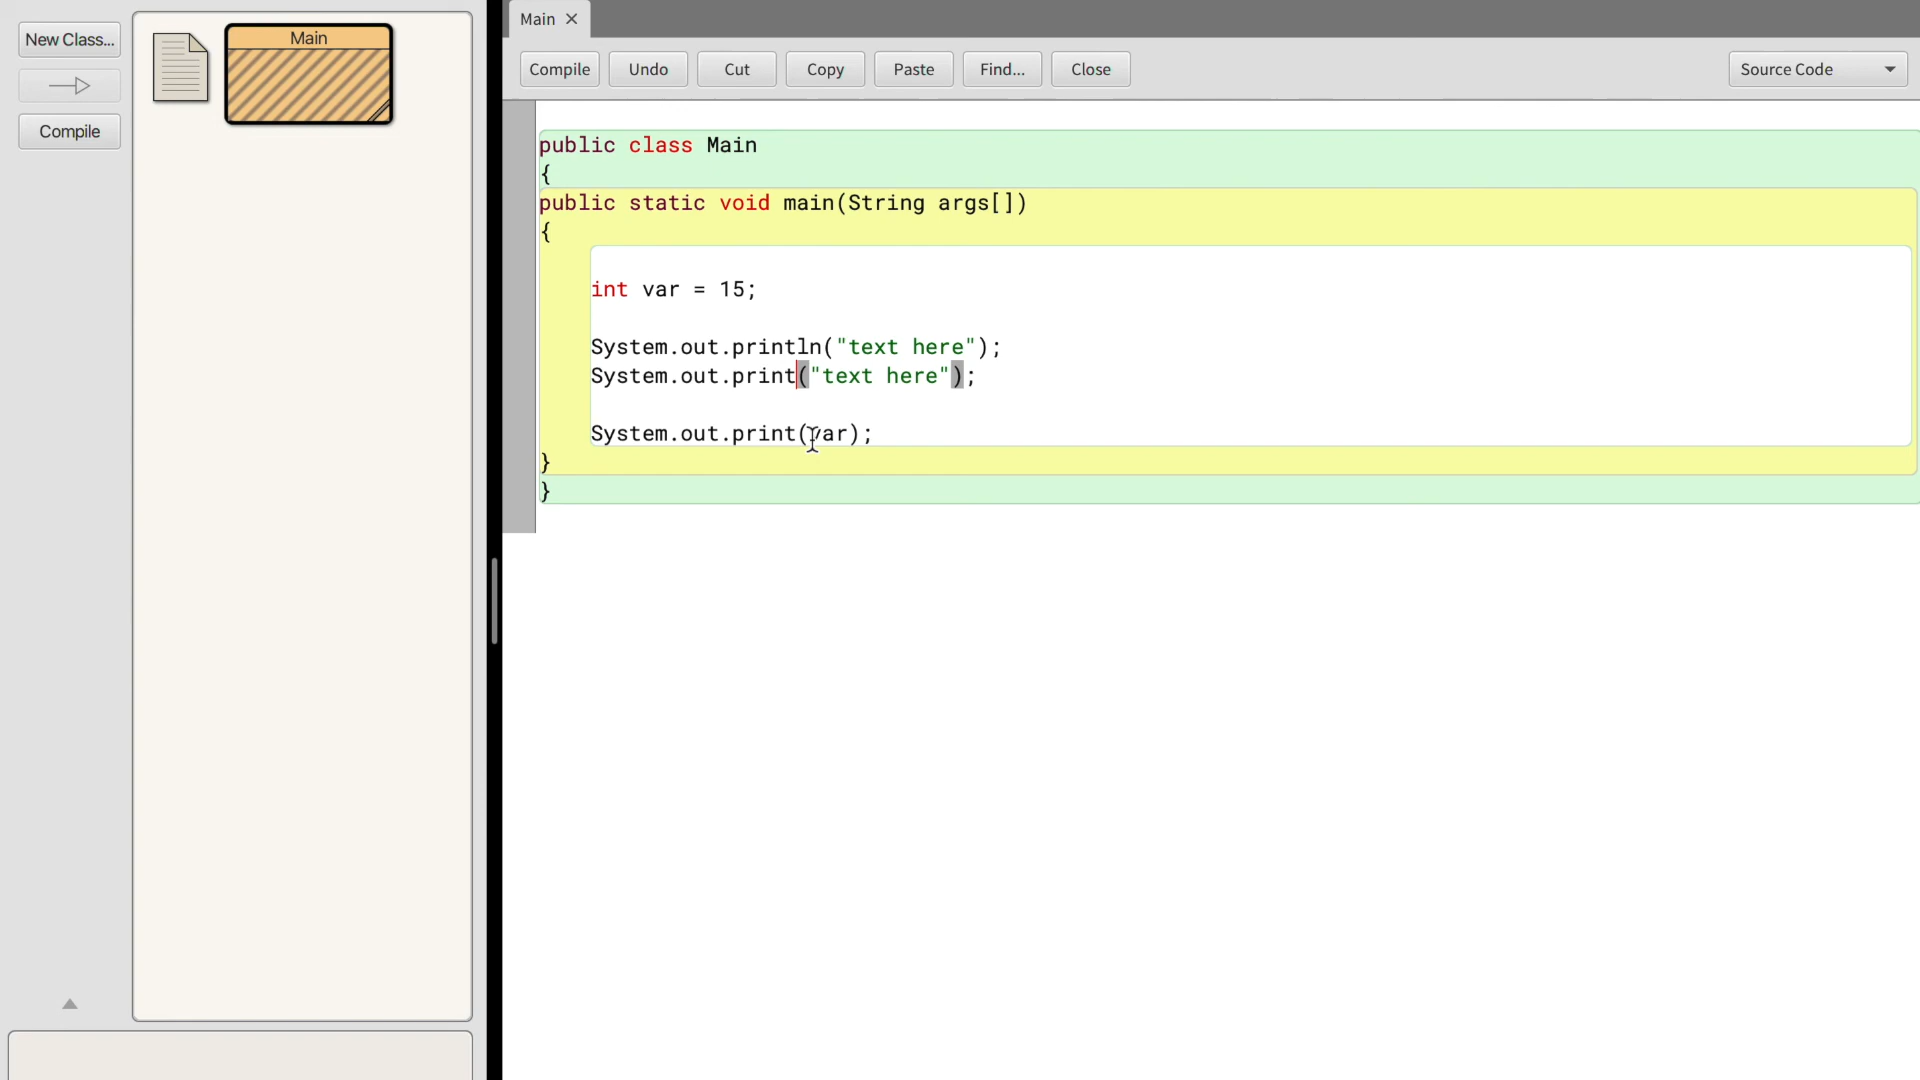 New Class...
Compile
Main
Main
Compile Undo Cut Copy Paste Find... Close Source Code
public class Main
{
public static void main(String args[])
{
int var = 15;
System.out.println("text here");
System.out.print("text here");
System.out.print(var);
}
}